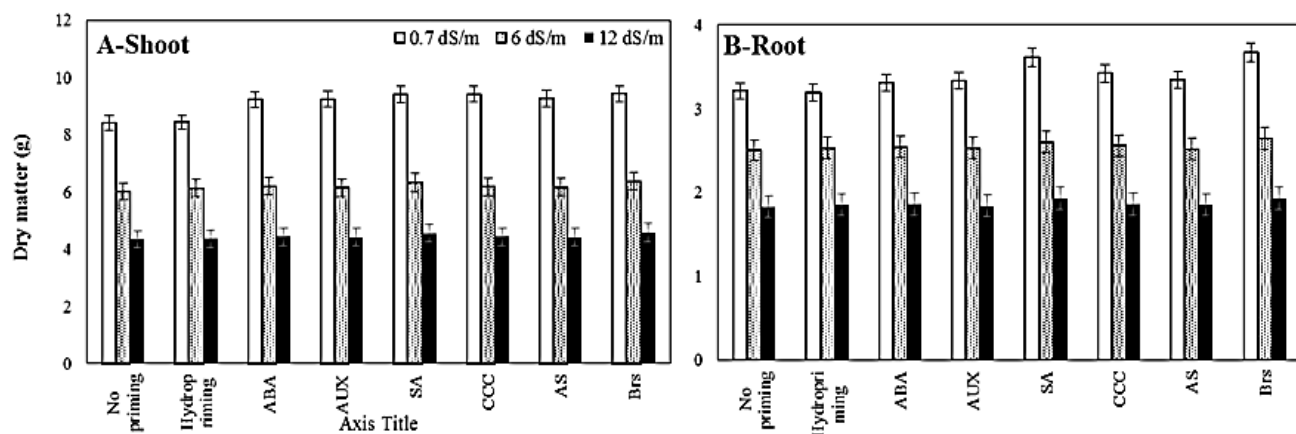 A-Shoot
0.7 dS/m 6 dS/m 12 dS/m
12
10
8
6
4
2
0
Dry matter (g)
No
priming
Hydrop
riming
ABA
AUX
SA
CCC
AS
Brs
Axis Title
B-Root
4
3
2
1
0
No
priming
Hydropri
ming
ABA
AUX
SA
CCC
AS
Brs